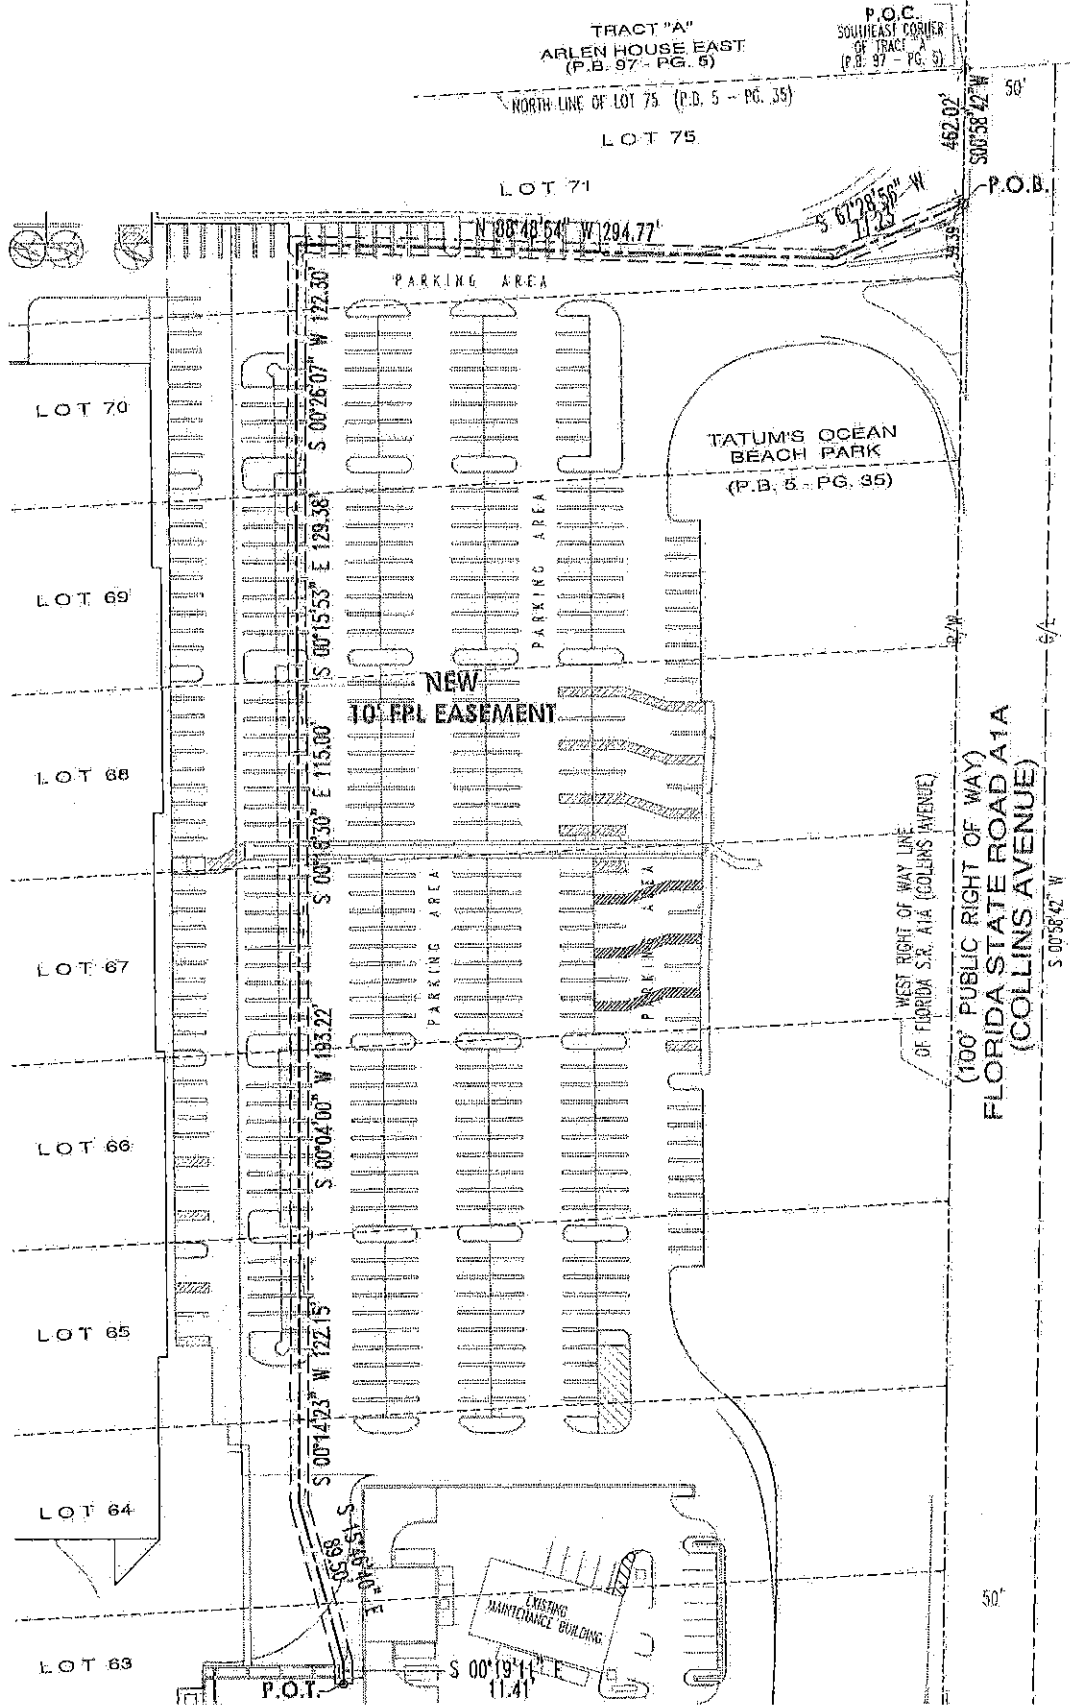 TRACT "A"
ARLEN HOUSE EAST
(P.B. 97 - PG. 5)
P.O.C.
SOUTHEAST CORNER
OF TRACT "A"
(P.B. 97 - PG. 5)
NORTH LINE OF LOT 75 (P.B. 5 - PG. 35)
LOT 75
462.02'
S00°58'42"W
50'
LOT 71
P.O.B.
S 67°28'56" W
N 88°48'54" W 294.77'
PARKING AREA
S 00°26'07" W 122.30'
LOT 70
TATUM'S OCEAN
BEACH PARK
(P.B. 5 - PG. 35)
S 00°15'53" E 129.38'
PARKING AREA
LOT 69
R/W
NEW
10' FPL EASEMENT
LOT 68
S 00°18'30" E 115.00'
WEST RIGHT OF WAY LINE
OF FLORIDA S.R. A1A (COLLINS AVENUE)
(100' PUBLIC RIGHT OF WAY)
FLORIDA STATE ROAD A1A
(COLLINS AVENUE)
S 00°58'42" W
PARKING AREA
PARKING AREA
LOT 67
S 00°04'00" W 193.22'
LOT 66
LOT 65
S 00°14'23" W 122.15'
LOT 64
89.50'
EXISTING
MAINTENANCE BUILDING
50'
LOT 63
P.O.T.
S 00°19'11" E
11.41'